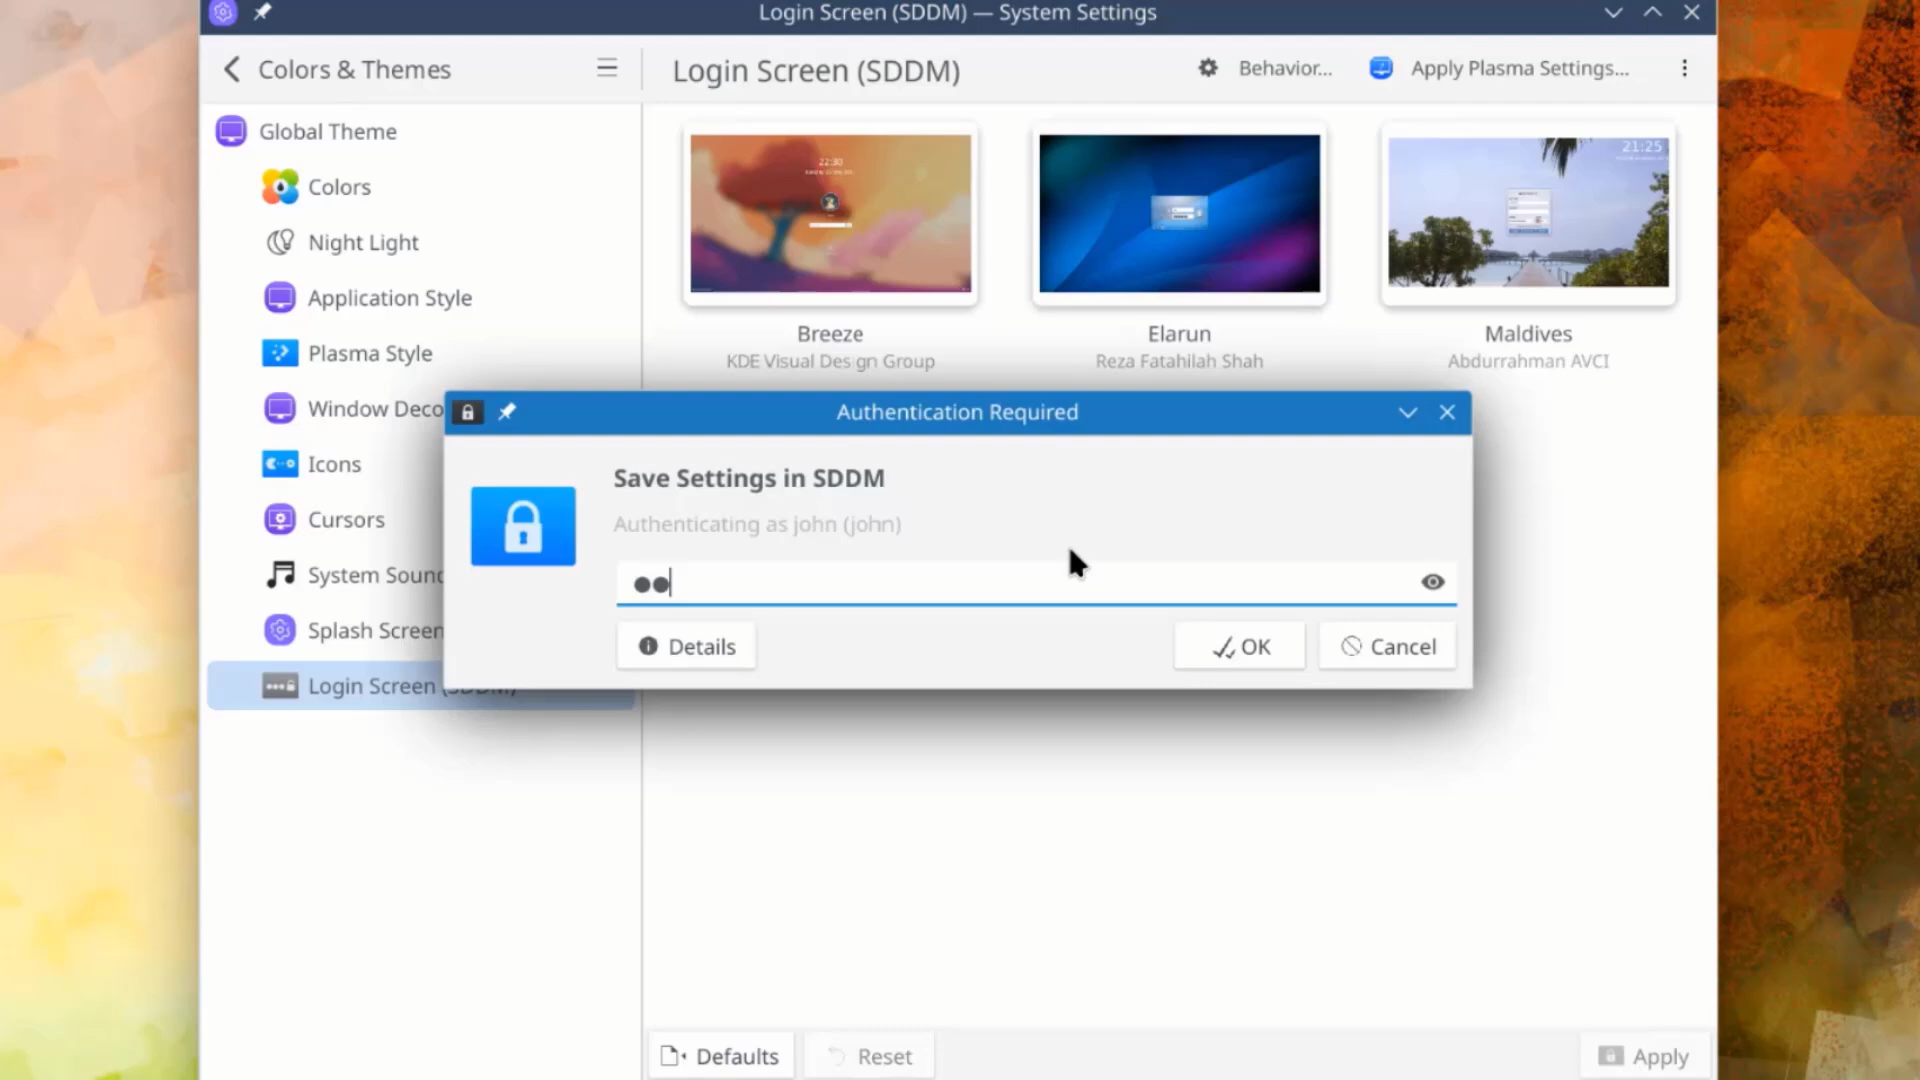 Login Screen (SDDM) — System Settings
Colors & Themes
Login Screen (SDDM)
Behavior...
Apply Plasma Settings...
Global Theme
Colors
Night Light
Application Style
Plasma Style
Window Deco
Icons
Cursors
System Soun
Splash Screen
Login Screen (SDDM)
22:30
21:25
Breeze
KDE Visual Design Group
Elarun
Reza Fatahilah Shah
Maldives
Abdurrahman AVCI
Authentication Required
Save Settings in SDDM
Authenticating as john (john)
Details
OK
Cancel
Defaults
Reset
Apply